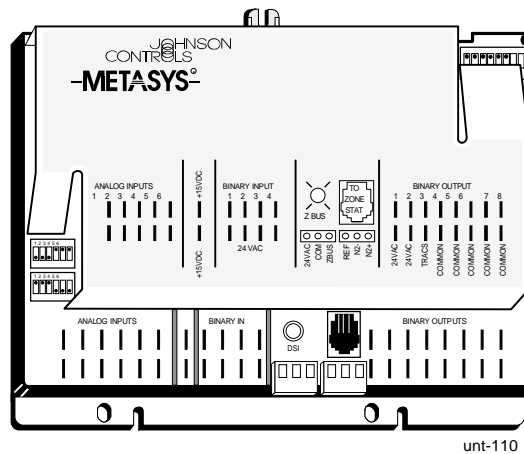 JOHNSON
CONTROLS
METASYS®
ANALOG INPUTS
1 2 3 4 5 6
+15VDC
+15VDC
BINARY INPUT
1 2 3 4
24 VAC
Z BUS
TO
ZONE
STAT
24VAC
COM
ZBUS
REF
N2-
N2+
BINARY OUTPUT
1 2 3 4 5 6 7 8
24VAC
24VAC
TRACS
COMMON
COMMON
COMMON
COMMON
COMMON
1 2 3 4 5 6
1 2 3 4 5 6
ANALOG INPUTS
BINARY IN
DSI
BINARY OUTPUTS
unt-110